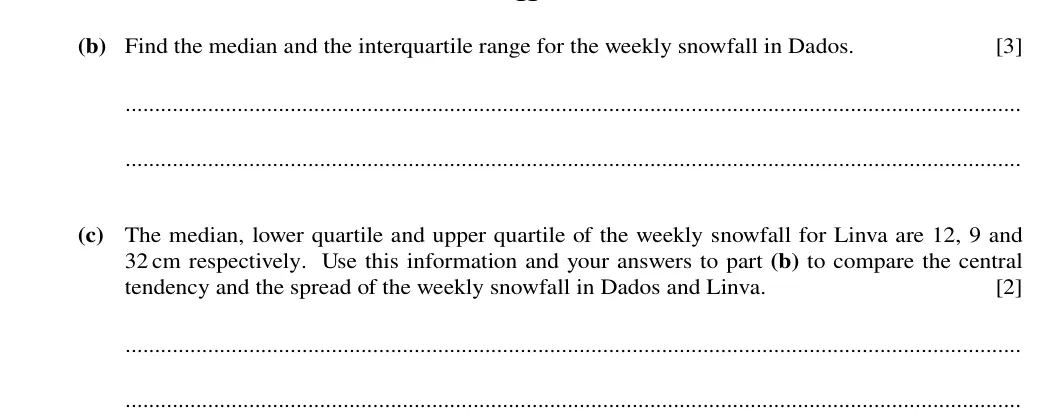 (b) Find the median and the interquartile range for the weekly snowfall in Dados. [3]
(c) The median, lower quartile and upper quartile of the weekly snowfall for Linva are 12, 9 and
32 cm respectively. Use this information and your answers to part (b) to compare the central
tendency and the spread of the weekly snowfall in Dados and Linva. [2]